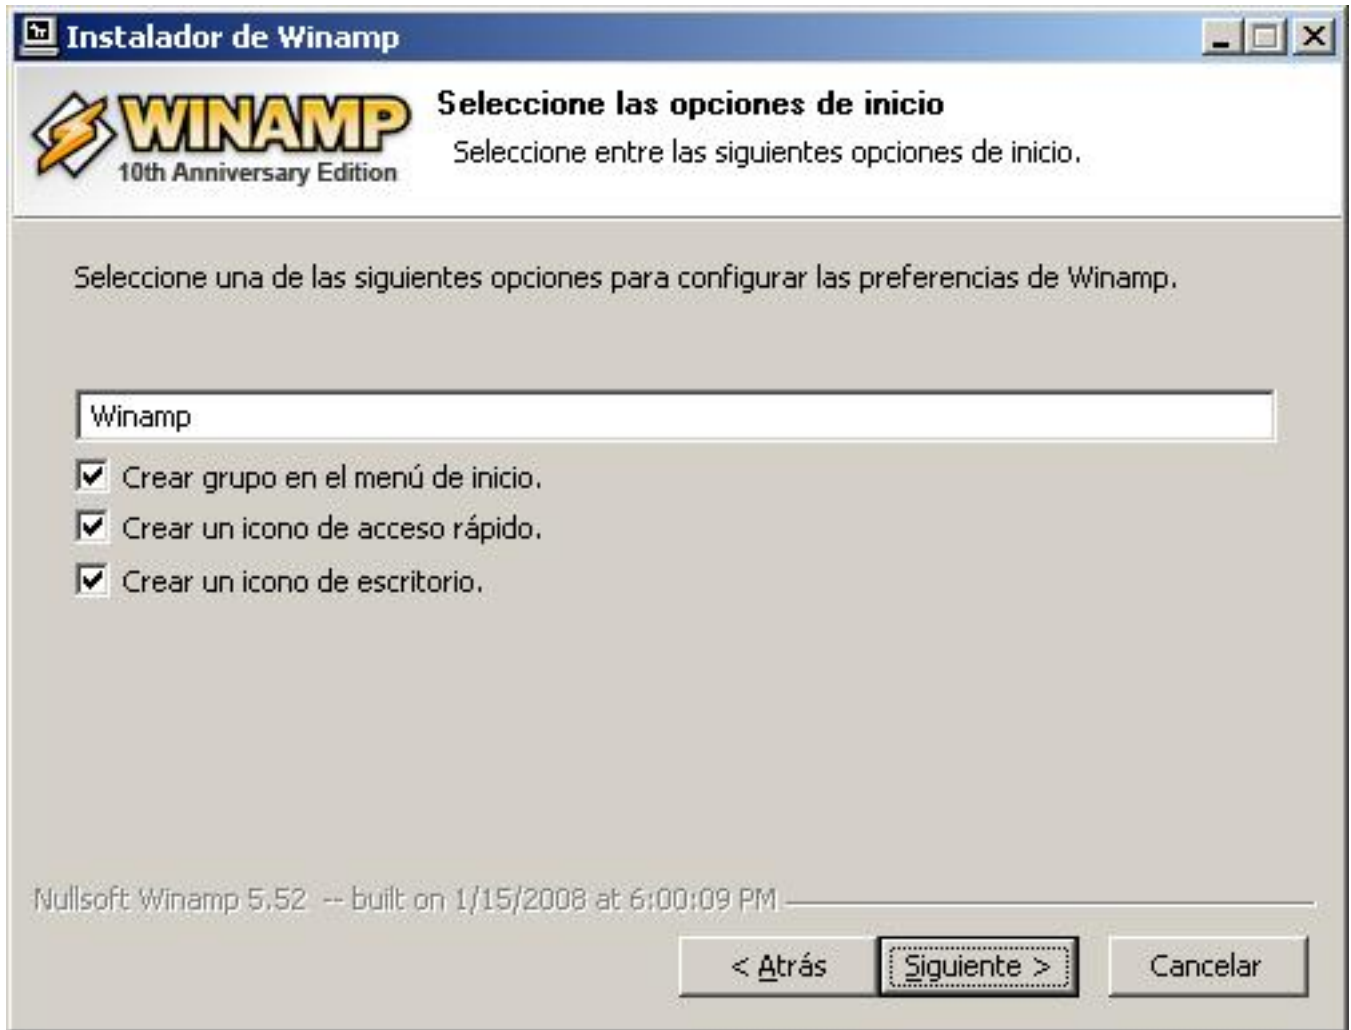 Instalador de Winamp
WINAMP
10th Anniversary Edition
Seleccione las opciones de inicio
Seleccione entre las siguientes opciones de inicio.
Seleccione una de las siguientes opciones para configurar las preferencias de Winamp.
Winamp
Crear grupo en el menú de inicio.
Crear un icono de acceso rápido.
Crear un icono de escritorio.
Nullsoft Winamp 5.52 -- built on 1/15/2008 at 6:00:09 PM
< Atrás
Siguiente >
Cancelar